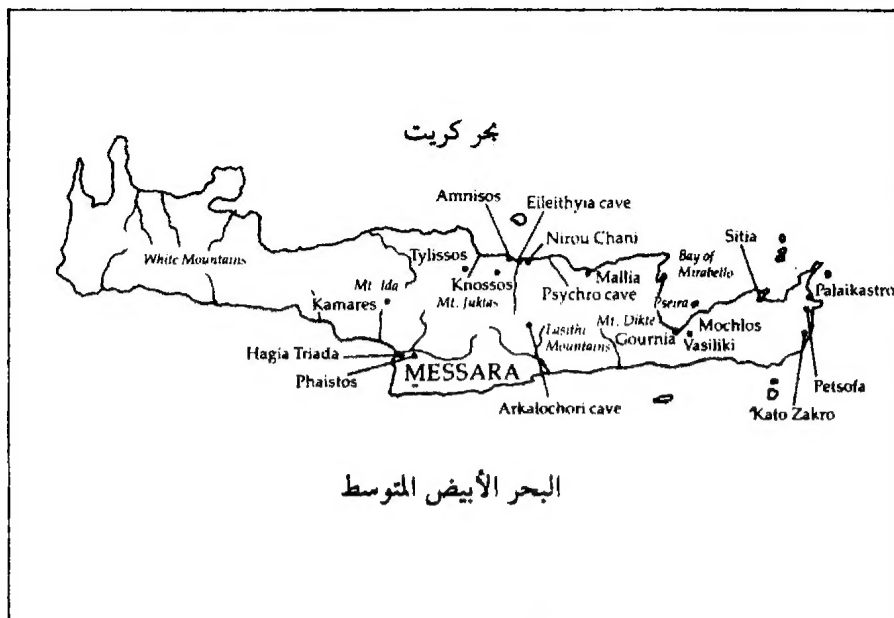 بحر كريت
Amnisos
Eileithyia cave
Tylissos
Nirou Chani
Sitia
Bay of
Mirabello
White Mountains
Knossos
Mallia
Palaikastro
Mt. Ida
Psychro cave
Kamares
Mt. Juktas
Pseira
Lasithi
Mountains
Mt. Dikte
Mochlos
Gournia
Vasiliki
Hagia Triada
Phaistos
MESSARA
Petsofa
Arkalochori cave
Kato Zakro
البحر الأبيض المتوسط